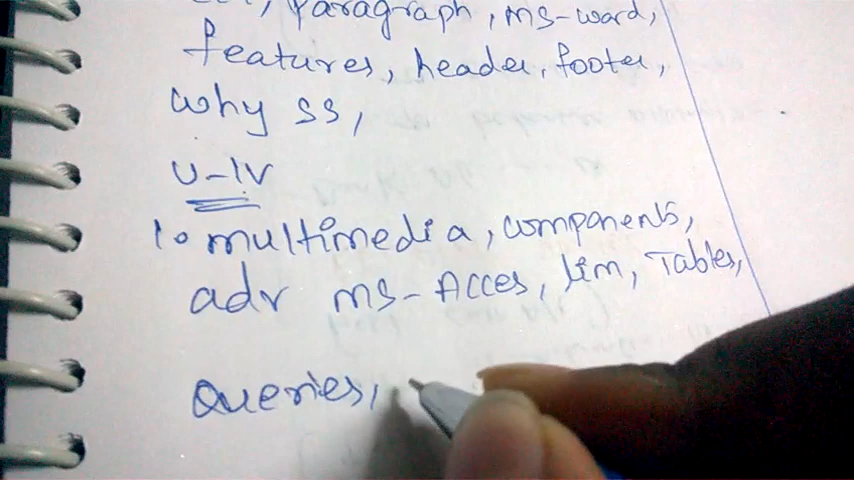 , paragraph, ms-word,
features, header, footer,
why SS,
U-IV
1. multimedia, components,
adv ms-Acces, lim, Tables,
Queries,